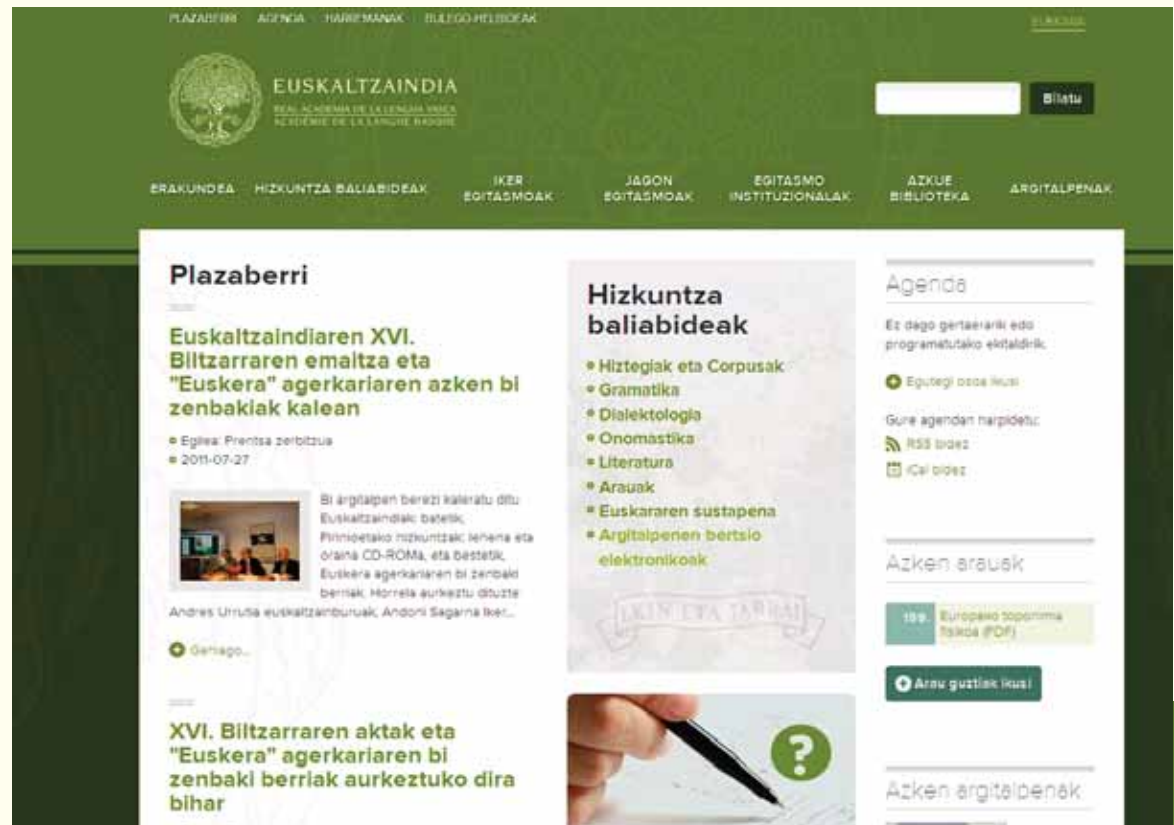 PLAZABERRI AGENDA HARREMANAK BULEGO-HELBIDEAK
EUSKALTZAINDIA
REAL ACADEMIA DE LA LENGUA VASCA
ACADÉMIE DE LA LANGUE BASQUE
Bilatu
ERAKUNDEA HIZKUNTZA BALIABIDEAK IKER EGITASMOAK JAGON EGITASMOAK EGITASMO INSTITUZIONALAK AZKUE BIBLIOTEKA ARGITALPENAK
Plazaberri
Euskaltzaindiaren XVI.
Biltzarraren emaitza eta
"Euskera" agerkariaren azken bi
zenbakiak kalean
Egilea: Prentsa zerbitzua
2011-07-27
Bi argitalpen berezi kaleratu ditu
Euskaltzaindiak: batetik,
Pirinioetako hizkuntzak: lehena eta
oraina CD-ROMa, eta bestetik,
Euskera agerkariaren bi zenbaki
berriak. Horrela aurkeztu dituzte
Andres Urrutia euskaltzainburuak, Andoni Sagarna Iker...
Gehiago...
XVI. Biltzarraren aktak eta
"Euskera" agerkariaren bi
zenbaki berriak aurkeztuko dira
bihar
Hizkuntza
baliabideak
Hiztegiak eta Corpusak
Gramatika
Dialektologia
Onomastika
Literatura
Arauak
Euskararen sustapena
Argitalpenen bertsio
elektronikoak
EKIN ETA JARRAI
?
Agenda
Ez dago gertaerarik edo
programatutako ekitaldirik.
Egutegi osoa ikusi
Gure agendan harpidetu:
RSS bidez
iCal bidez
Azken arauak
159. Europako toponimia
fisikoa (PDF)
Arau guztiak ikusi
Azken argitalpenak